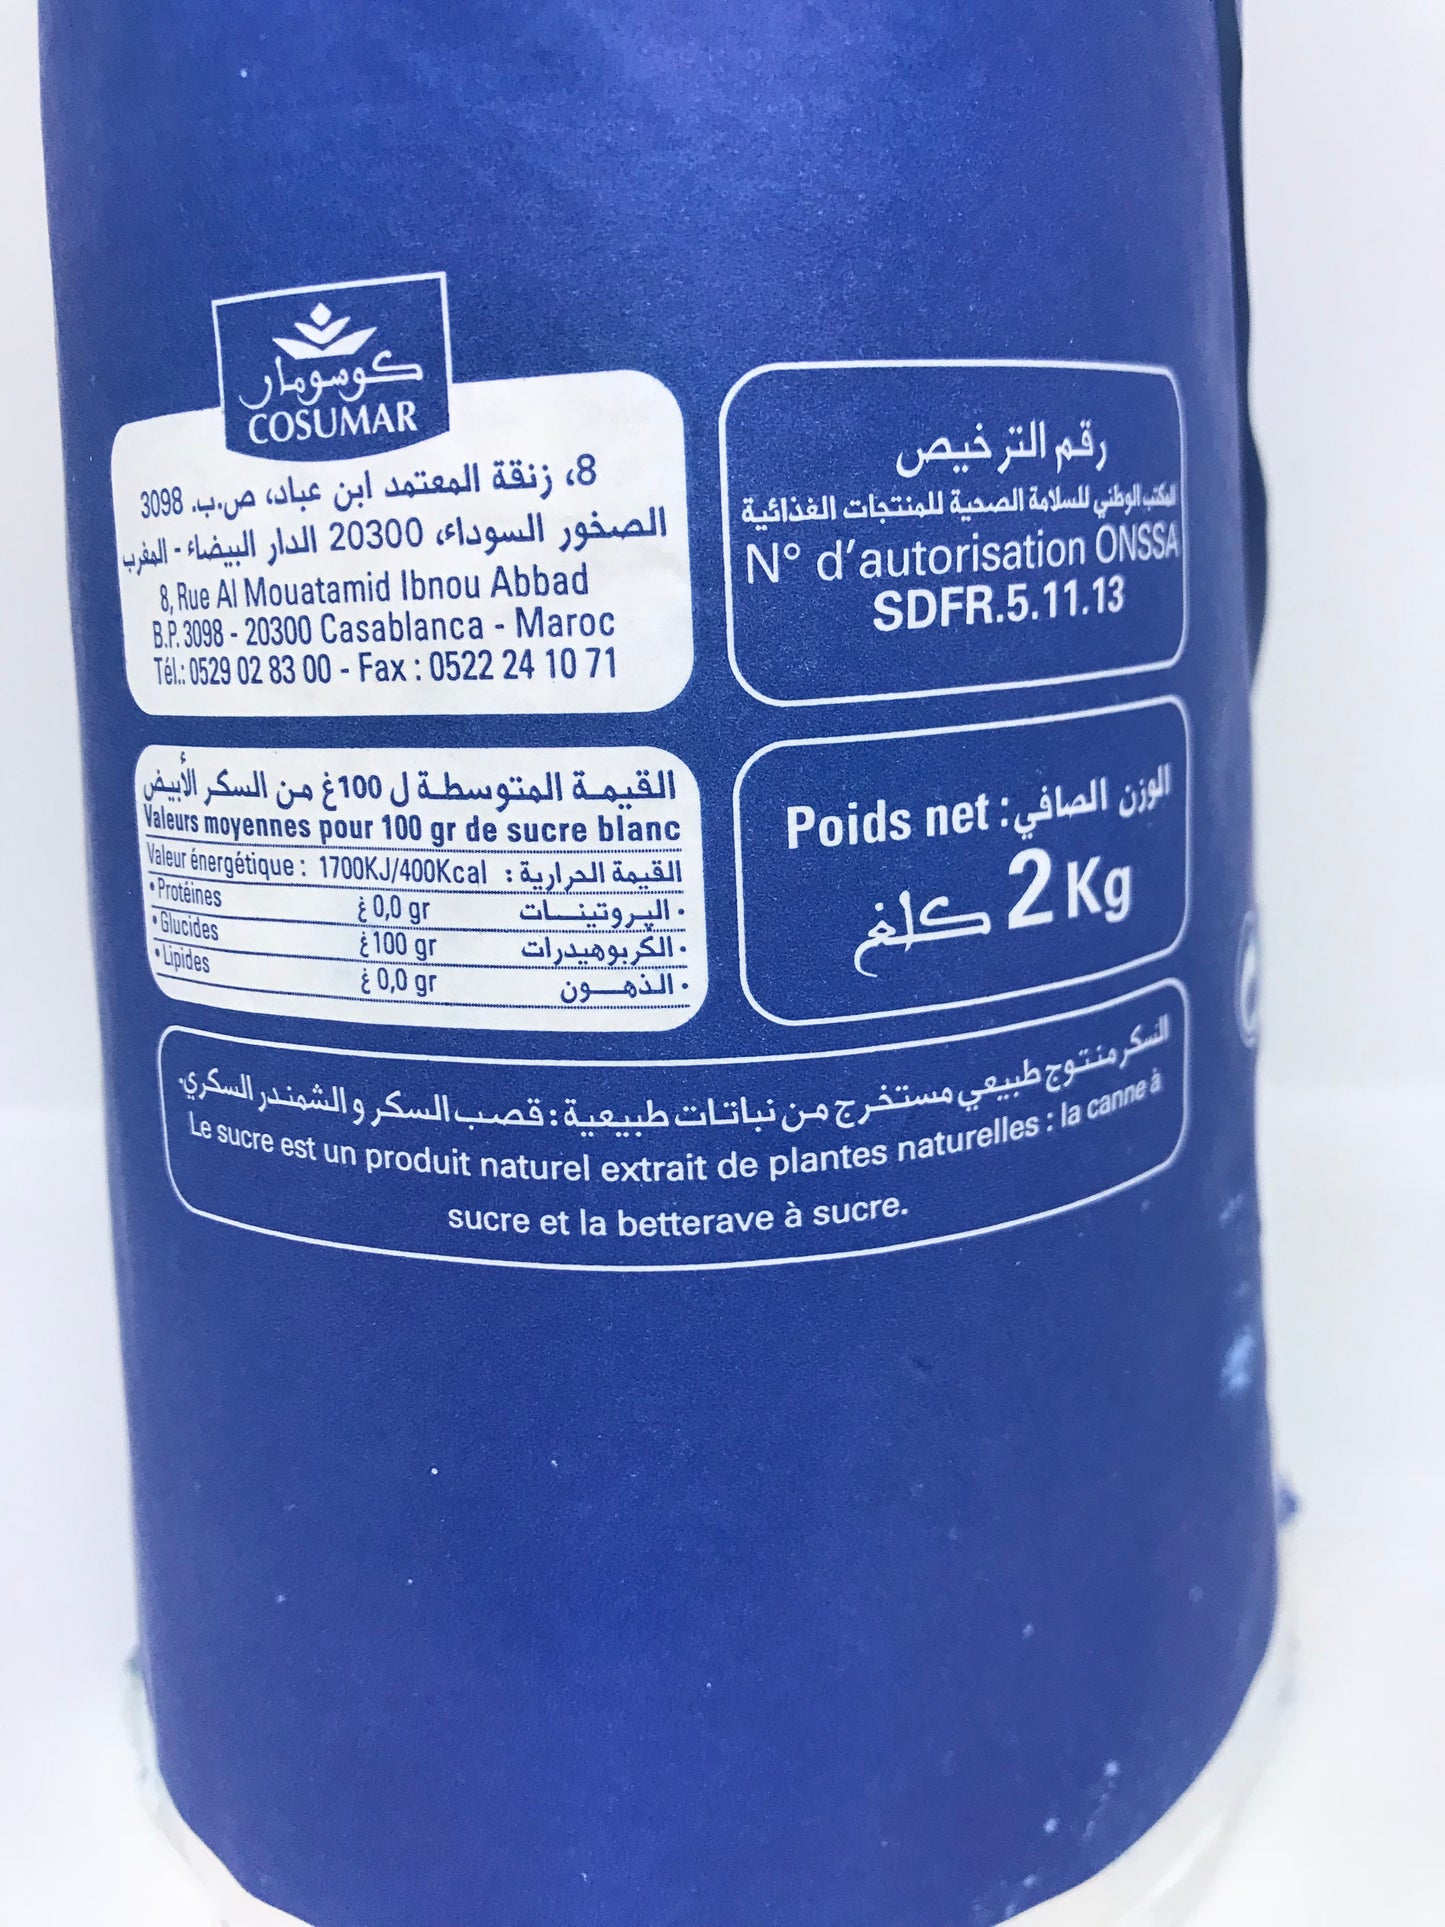 كوسومار
COSUMAR
8، زنقة المعتمد ابن عباد، ص.ب. 3098
الصخور السوداء، 20300 الدار البيضاء - المغرب
8, Rue Al Mouatamid Ibnou Abbad
B.P. 3098 - 20300 Casablanca - Maroc
Tél.: 0529 02 83 00 - Fax : 0522 24 10 71
رقم الترخيص
المكتب الوطني للسلامة الصحية للمنتجات الغذائية
N° d'autorisation ONSSA
SDFR.5.11.13
القيمة المتوسطة ل 100غ من السكر الأبيض
Valeurs moyennes pour 100 gr de sucre blanc
Valeur énergétique : 1700KJ/400Kcal : القيمة الحرارية
• Protéines غ 0,0 gr البروتينات •
• Glucides غ 100 gr الكربوهيدرات •
• Lipides غ 0,0 gr الذهون •
Poids net : الوزن الصافي
2 Kg كلغ
السكر منتوج طبيعي مستخرج من نباتات طبيعية : قصب السكر و الشمندر السكري.
Le sucre est un produit naturel extrait de plantes naturelles : la canne à
sucre et la betterave à sucre.